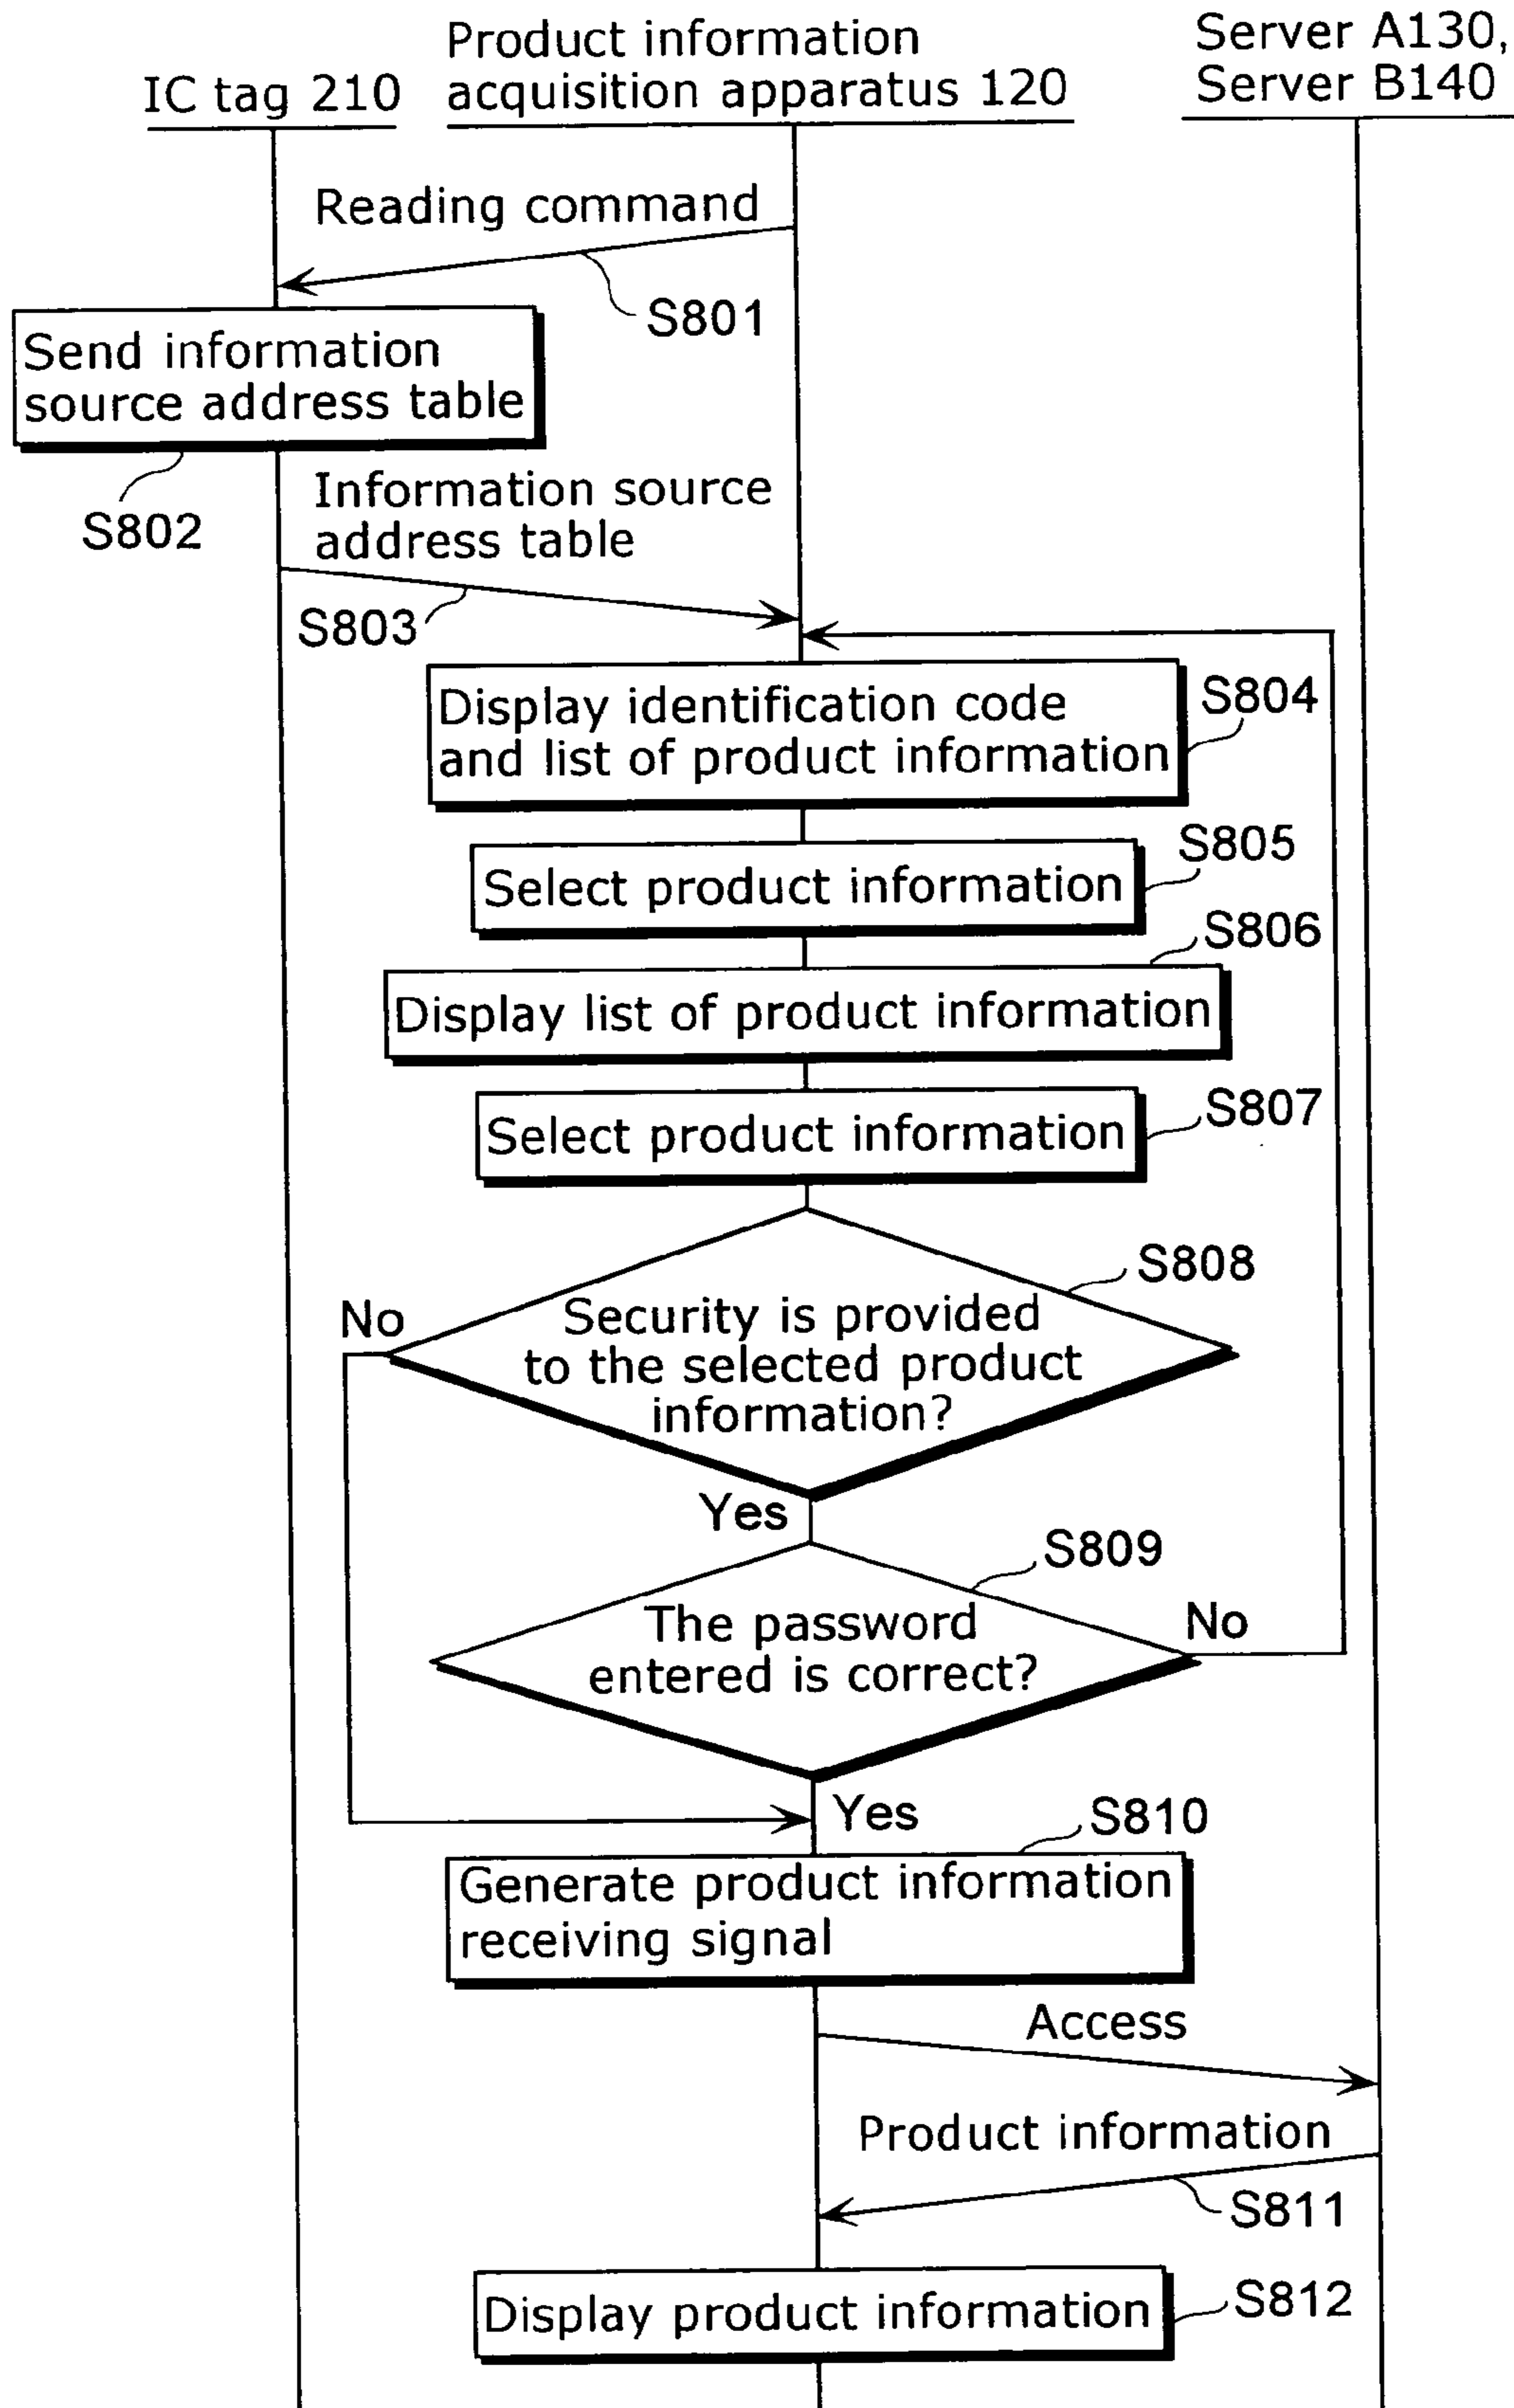 IC tag 210
Product information
acquisition apparatus 120
Server A130,
Server B140
Reading command
S801
Send information
source address table
S802
Information source
address table
S803
Display identification code
and list of product information
S804
Select product information
S805
S806
Display list of product information
Select product information
S807
S808
No
Security is provided
to the selected product
information?
Yes
S809
The password
entered is correct?
No
Yes
S810
Generate product information
receiving signal
Access
Product information
S811
Display product information
S812